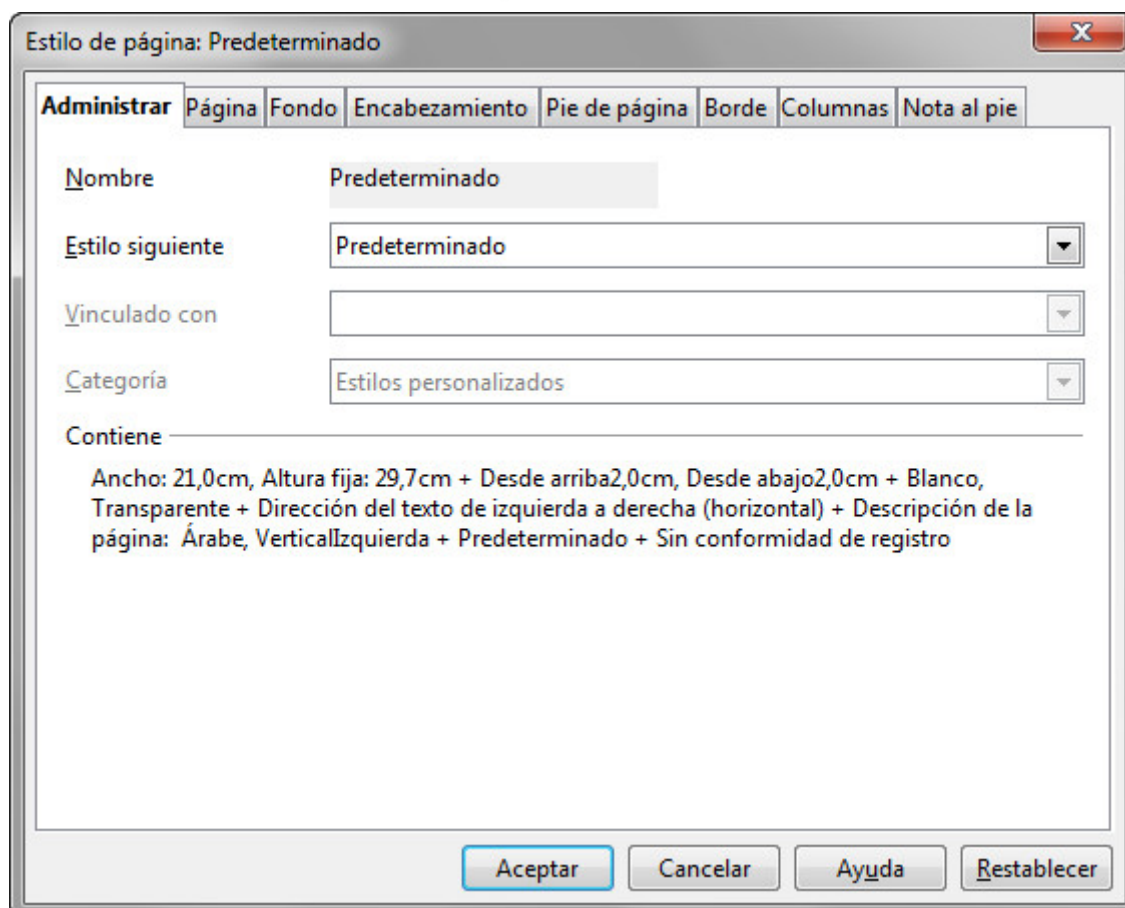 Estilo de página: Predeterminado
Administrar Página Fondo Encabezamiento Pie de página Borde Columnas Nota al pie
Nombre Predeterminado
Estilo siguiente Predeterminado
Vinculado con
Categoría Estilos personalizados
Contiene
Ancho: 21,0cm, Altura fija: 29,7cm + Desde arriba2,0cm, Desde abajo2,0cm + Blanco,
Transparente + Dirección del texto de izquierda a derecha (horizontal) + Descripción de la
página: Árabe, VerticalIzquierda + Predeterminado + Sin conformidad de registro
Aceptar Cancelar Ayuda Restablecer